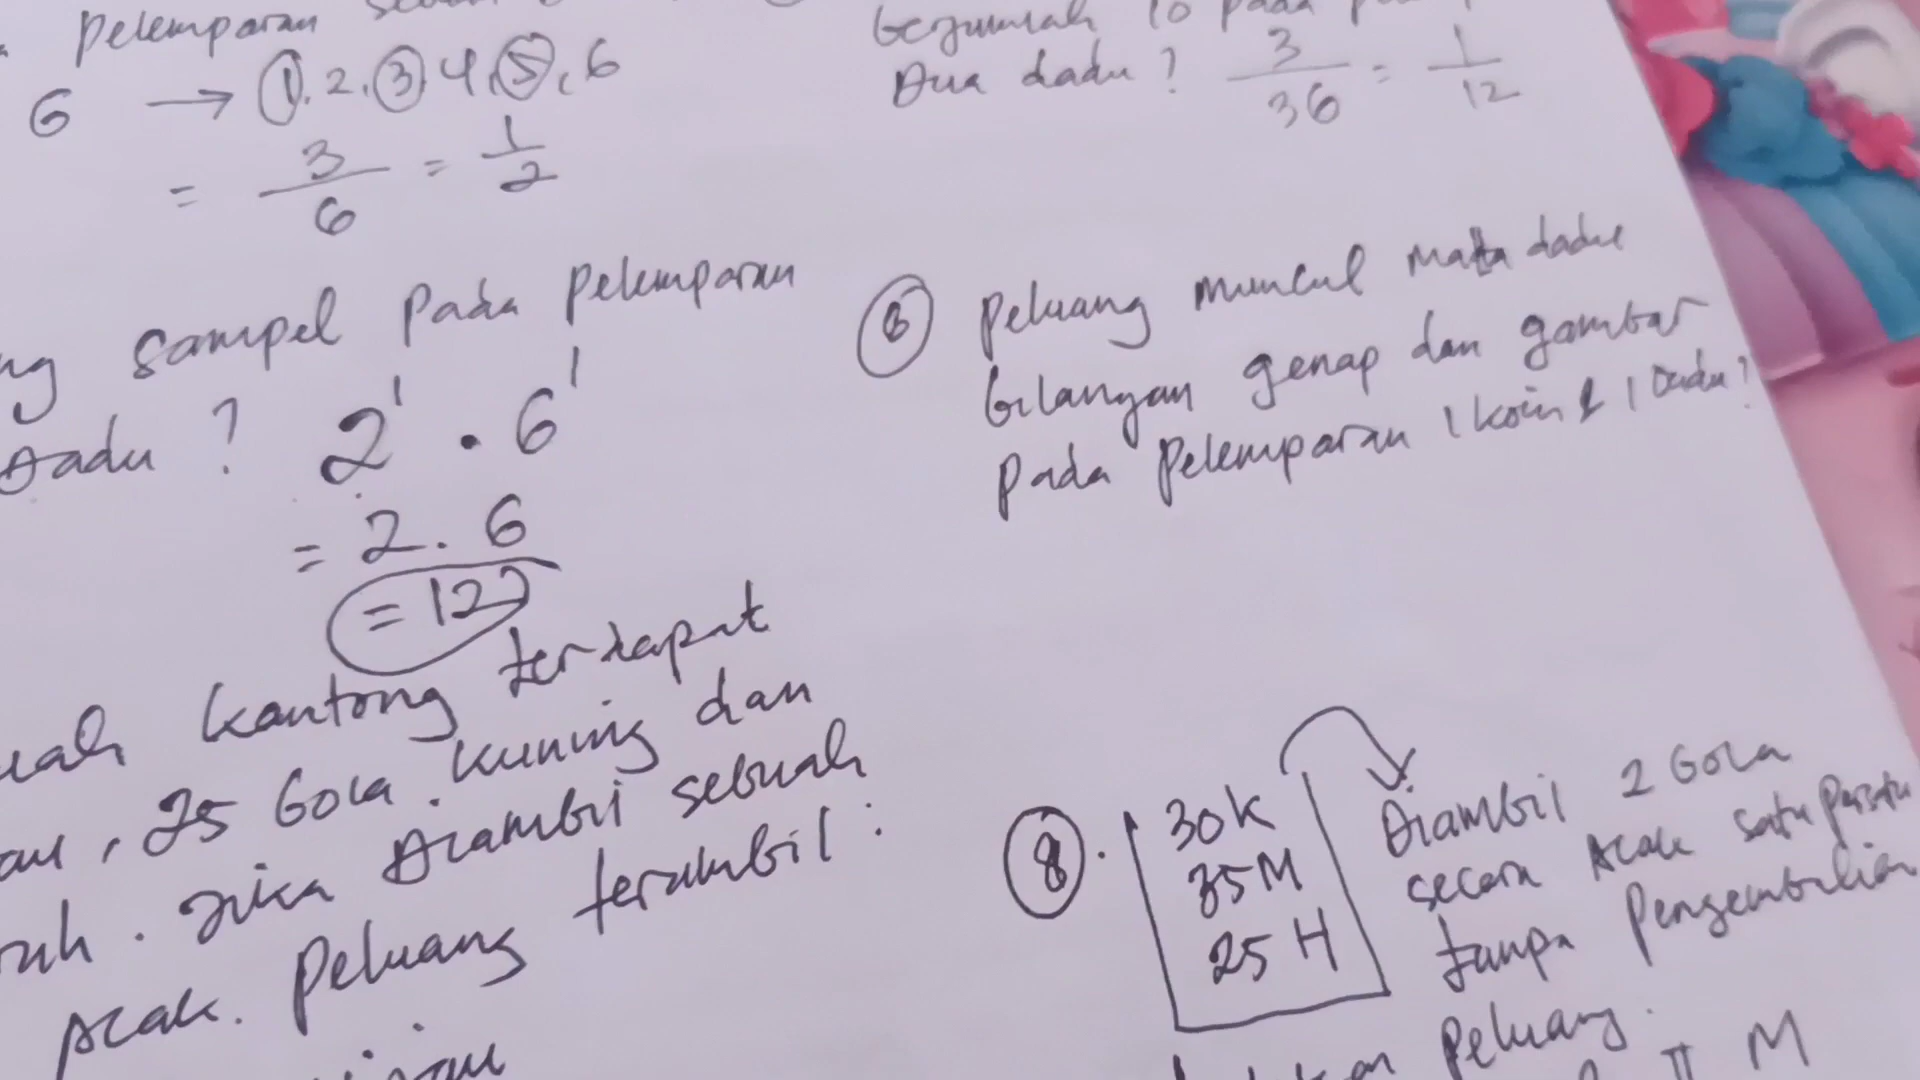 Pelemparan
6 → 1, 2, 3 4, 5, 6
= 3/6 = 1/2
Sampel Pada Pelemparan
Dadu ? 2¹ . 6¹
= 2 . 6
= 12
kantong terdapat
, 25 Bola kuning dan
. Jika Diambil sebuah
Acak. Peluang terambil :
berjumlah 10 pada
Dua dadu ? 3/36 = 1/12
6 Peluang muncul mata dadu
bilangan genap dan gambar
pada Pelemparan 1 koin & 1 Dadu?
8. 30K
35M
25 H
Diambil 2 Bola
secara Acak satu persatu
tanpa Pengembalian
Peluang.
II M